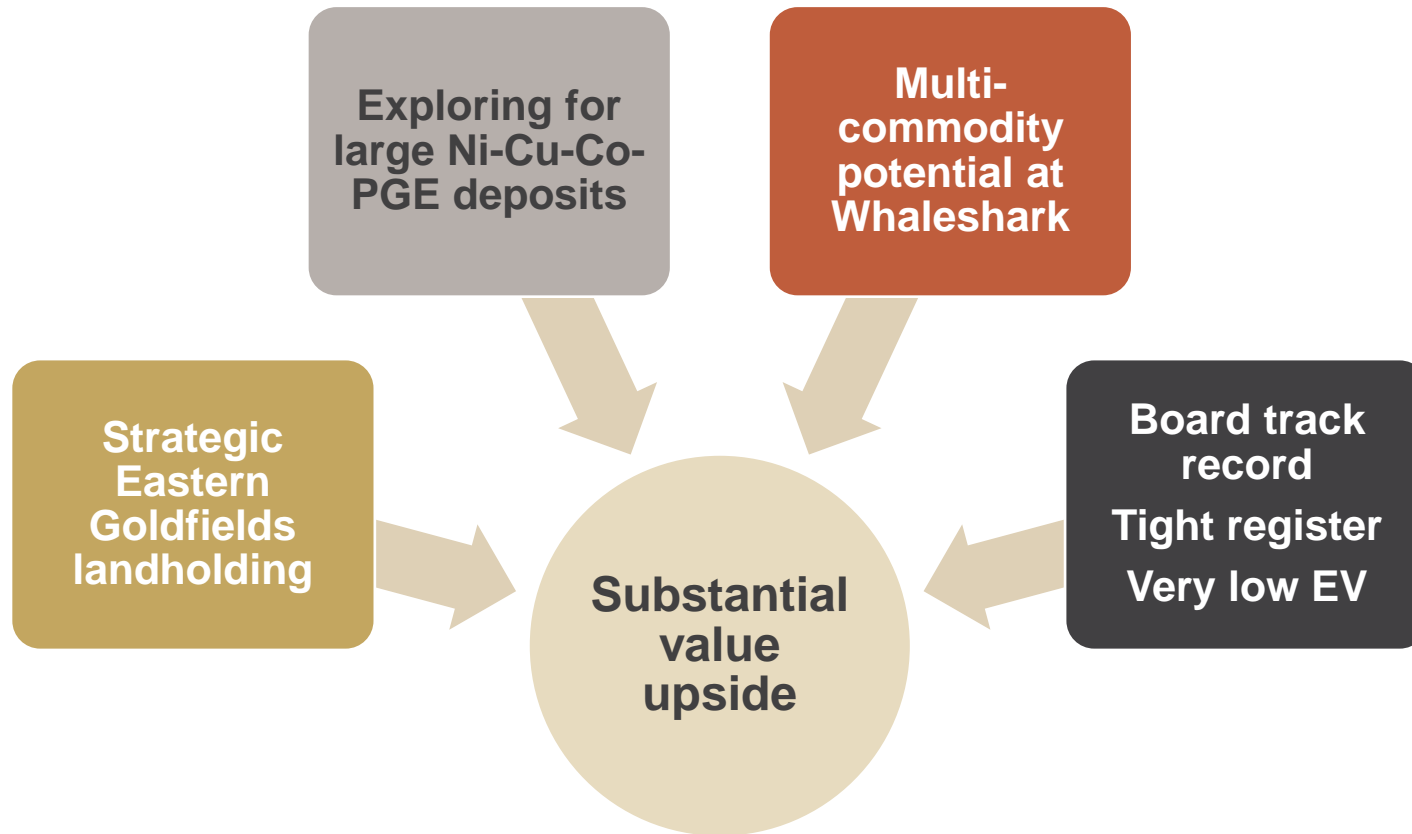 Exploring for
large Ni-Cu-Co-
PGE deposits
Multi-
commodity
potential at
Whaleshark
Strategic
Eastern
Goldfields
landholding
Board track
record
Tight register
Very low EV
Substantial
value
upside